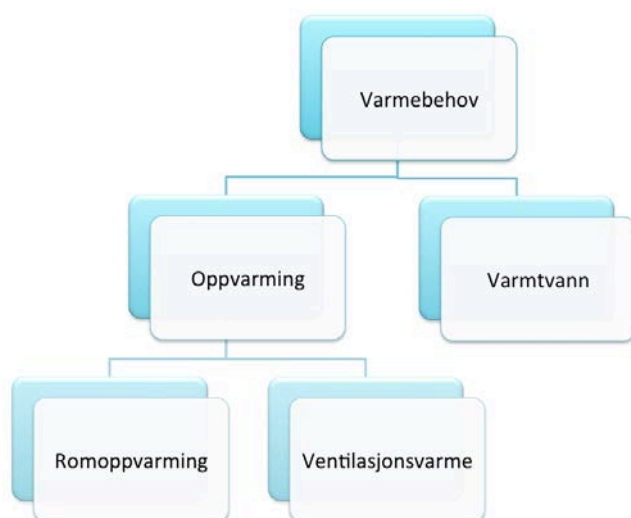 Varmebehov
Oppvarming
Varmtvann
Romoppvarming
Ventilasjonsvarme